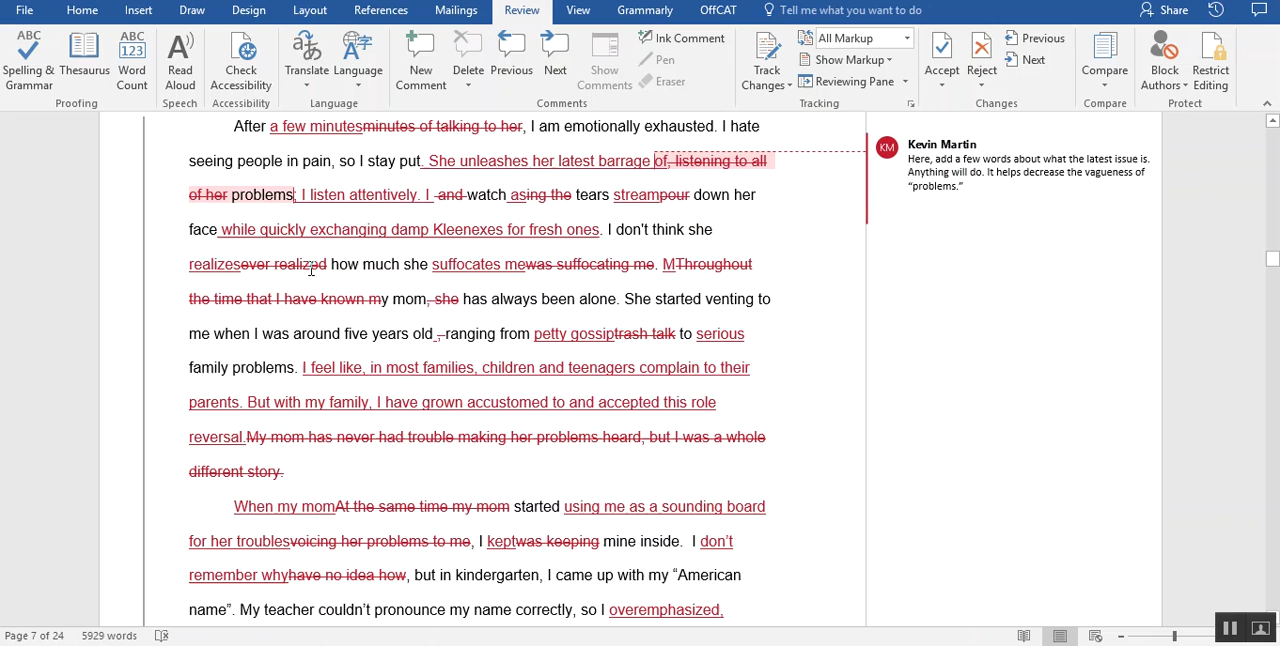 File Home Insert Draw Design Layout References Mailings Review View Grammarly OffCAT Tell me what you want to do Share
ABC Spelling & Grammar
Thesaurus
ABC 123 Word Count
Read Aloud
Check Accessibility
Translate
Language
New Comment
Delete
Previous
Next
Show Comments
Ink Comment
Pen
Eraser
Track Changes
All Markup
Show Markup
Reviewing Pane
Accept
Reject
Previous
Next
Compare
Block Authors
Restrict Editing
Proofing Speech Accessibility Language Comments Tracking Changes Compare Protect
After a few minutesminutes of talking to her, I am emotionally exhausted. I hate
seeing people in pain, so I stay put. She unleashes her latest barrage of, listening to all
of her problems, I listen attentively. I and watch asing the tears streampour down her
face while quickly exchanging damp Kleenexes for fresh ones. I don't think she
realizesever realized how much she suffocates mewas suffocating me. MThroughout
the time that I have known my mom, she has always been alone. She started venting to
me when I was around five years old , ranging from petty gossiptrash talk to serious
family problems. I feel like, in most families, children and teenagers complain to their
parents. But with my family, I have grown accustomed to and accepted this role
reversal.My mom has never had trouble making her problems heard, but I was a whole
different story.
When my momAt the same time my mom started using me as a sounding board
for her troublesvoicing her problems to me, I keptwas keeping mine inside.  I don’t
remember whyhave no idea how, but in kindergarten, I came up with my “American
name”. My teacher couldn’t pronounce my name correctly, so I overemphasized,
KM Kevin Martin
Here, add a few words about what the latest issue is.
Anything will do. It helps decrease the vagueness of
“problems.”
Page 7 of 24 5929 words